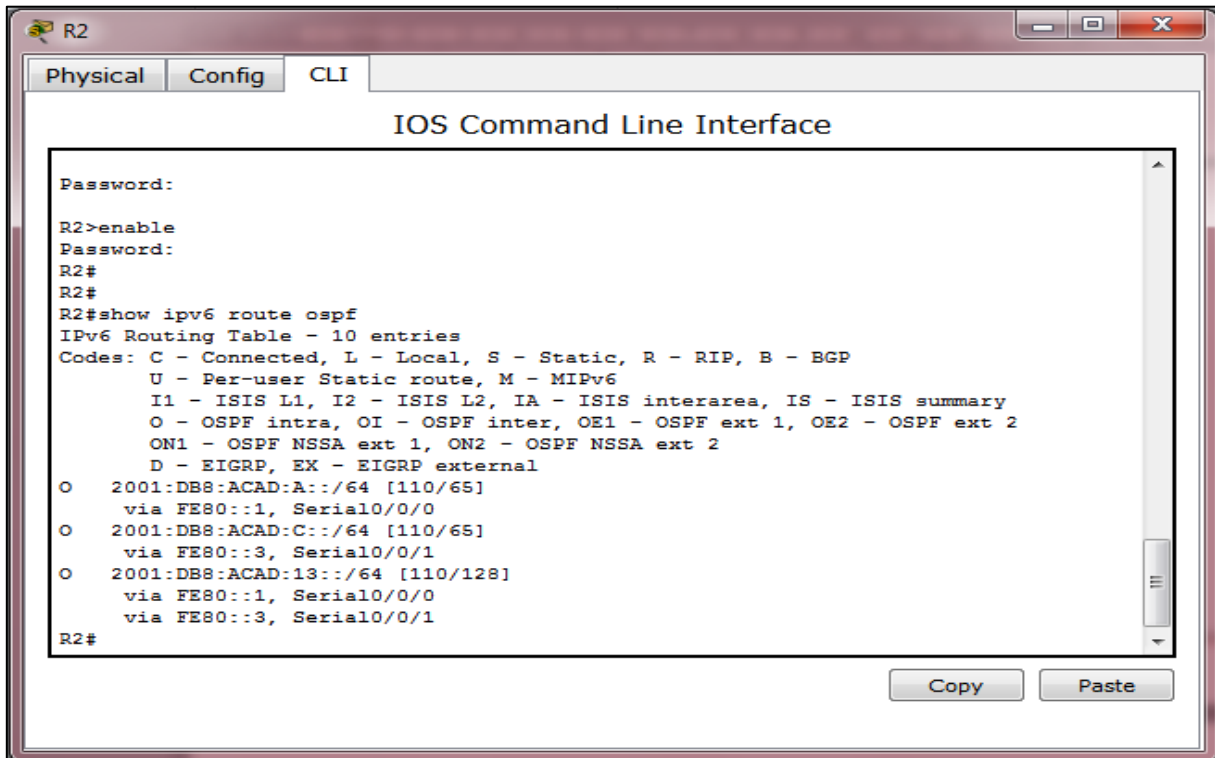 R2
Physical Config CLI
IOS Command Line Interface
Password:
R2>enable
Password:
R2#
R2#
R2#show ipv6 route ospf
IPv6 Routing Table - 10 entries
Codes: C - Connected, L - Local, S - Static, R - RIP, B - BGP
U - Per-user Static route, M - MIPv6
I1 - ISIS L1, I2 - ISIS L2, IA - ISIS interarea, IS - ISIS summary
O - OSPF intra, OI - OSPF inter, OE1 - OSPF ext 1, OE2 - OSPF ext 2
ON1 - OSPF NSSA ext 1, ON2 - OSPF NSSA ext 2
D - EIGRP, EX - EIGRP external
O 2001:DB8:ACAD:A::/64 [110/65]
via FE80::1, Serial0/0/0
O 2001:DB8:ACAD:C::/64 [110/65]
via FE80::3, Serial0/0/1
O 2001:DB8:ACAD:13::/64 [110/128]
via FE80::1, Serial0/0/0
via FE80::3, Serial0/0/1
R2#
Copy Paste